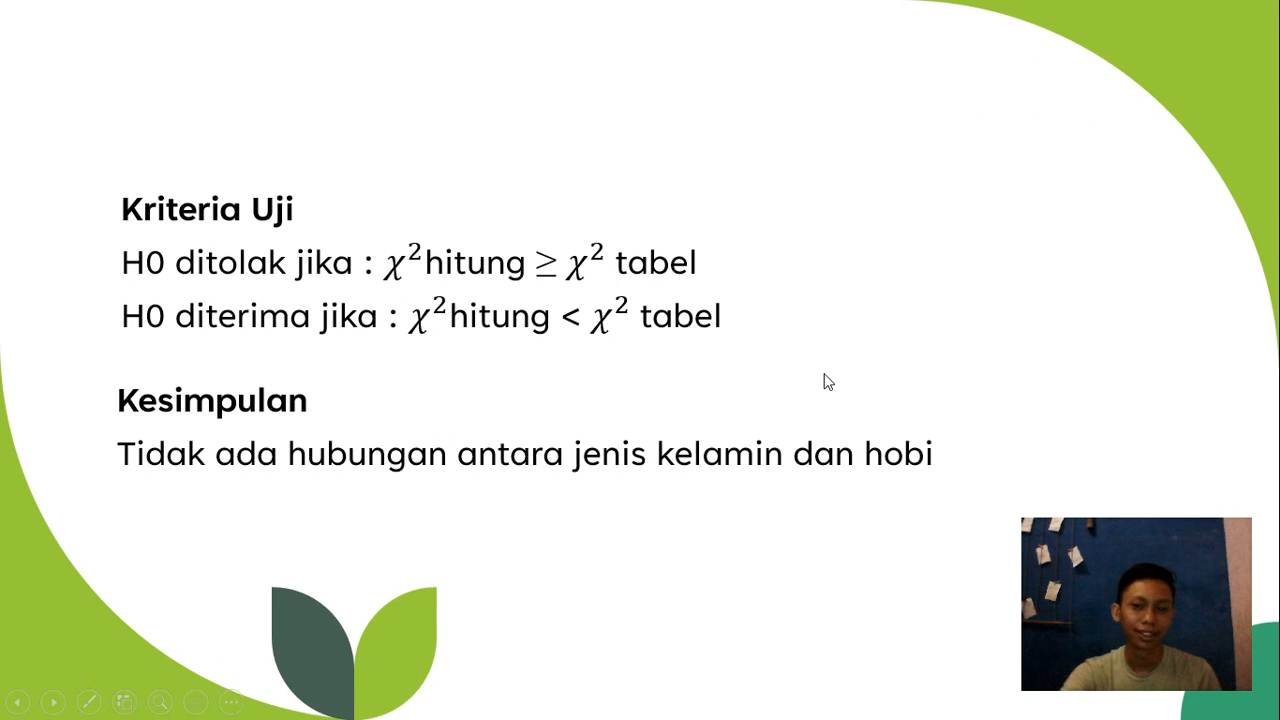 Kriteria Uji
H0 ditolak jika : 𝜒²hitung ≥ 𝜒² tabel
H0 diterima jika : 𝜒²hitung < 𝜒² tabel
Kesimpulan
Tidak ada hubungan antara jenis kelamin dan hobi